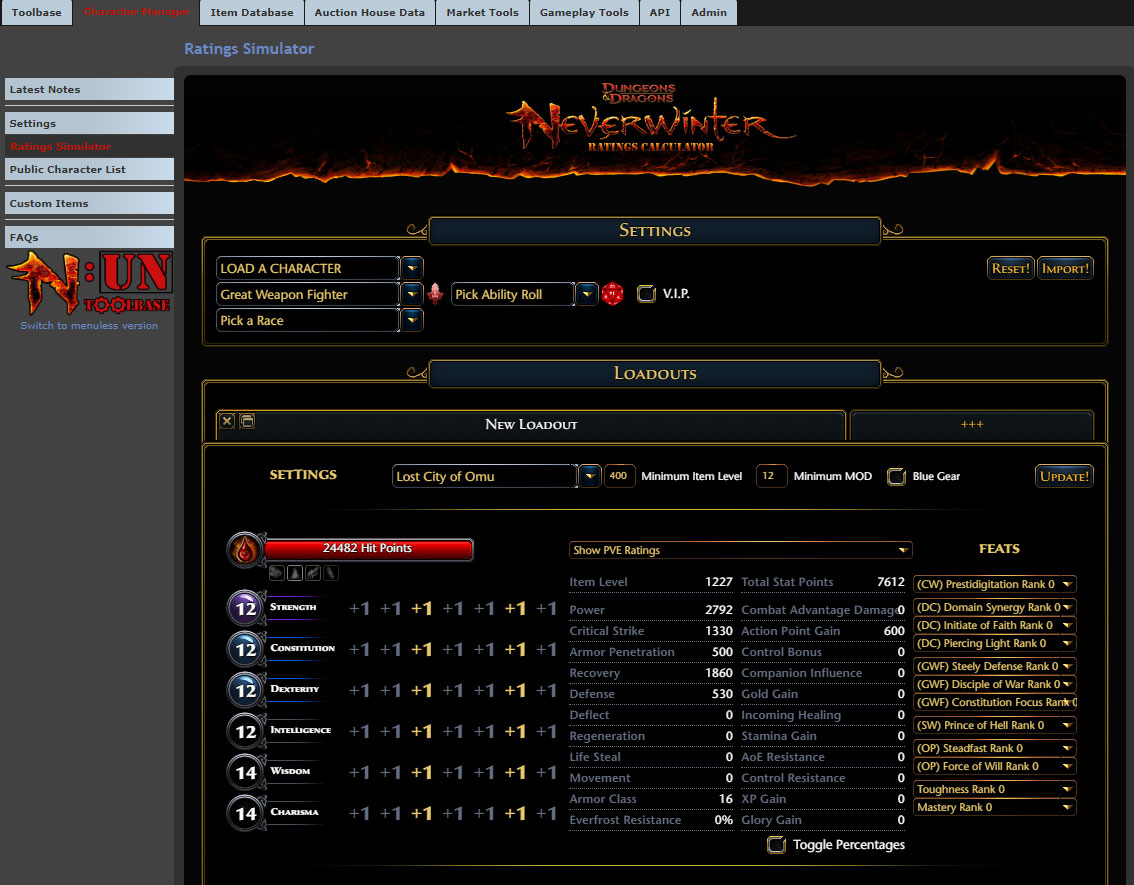 Toolbase Character Manager Item Database Auction House Data Market Tools Gameplay Tools API Admin
Ratings Simulator
Latest Notes
Settings
Ratings Simulator
Public Character List
Custom Items
FAQs
N:UN
TOOLBASE
Switch to menuless version
DUNGEONS
& DRAGONS
NEVERWINTER
RATINGS CALCULATOR
SETTINGS
LOAD A CHARACTER
RESET! IMPORT!
Great Weapon Fighter Pick Ability Roll V.I.P.
Pick a Race
LOADOUTS
NEW LOADOUT +++
SETTINGS Lost City of Omu 400 Minimum Item Level 12 Minimum MOD Blue Gear UPDATE!
24482 Hit Points
12 STRENGTH +1 +1 +1 +1 +1 +1 +1
12 CONSTITUTION +1 +1 +1 +1 +1 +1 +1
12 DEXTERITY +1 +1 +1 +1 +1 +1 +1
12 INTELLIGENCE +1 +1 +1 +1 +1 +1 +1
14 WISDOM +1 +1 +1 +1 +1 +1 +1
14 CHARISMA +1 +1 +1 +1 +1 +1 +1
Show PVE Ratings
Item Level 1227 Total Stat Points 7612
Power 2792 Combat Advantage Damage 0
Critical Strike 1330 Action Point Gain 600
Armor Penetration 500 Control Bonus 0
Recovery 1860 Companion Influence 0
Defense 530 Gold Gain 0
Deflect 0 Incoming Healing 0
Regeneration 0 Stamina Gain 0
Life Steal 0 AoE Resistance 0
Movement 0 Control Resistance 0
Armor Class 16 XP Gain 0
Everfrost Resistance 0% Glory Gain 0
Toggle Percentages
FEATS
(CW) Prestidigitation Rank 0
(DC) Domain Synergy Rank 0
(DC) Initiate of Faith Rank 0
(DC) Piercing Light Rank 0
(GWF) Steely Defense Rank 0
(GWF) Disciple of War Rank 0
(GWF) Constitution Focus Rank 0
(SW) Prince of Hell Rank 0
(OP) Steadfast Rank 0
(OP) Force of Will Rank 0
Toughness Rank 0
Mastery Rank 0